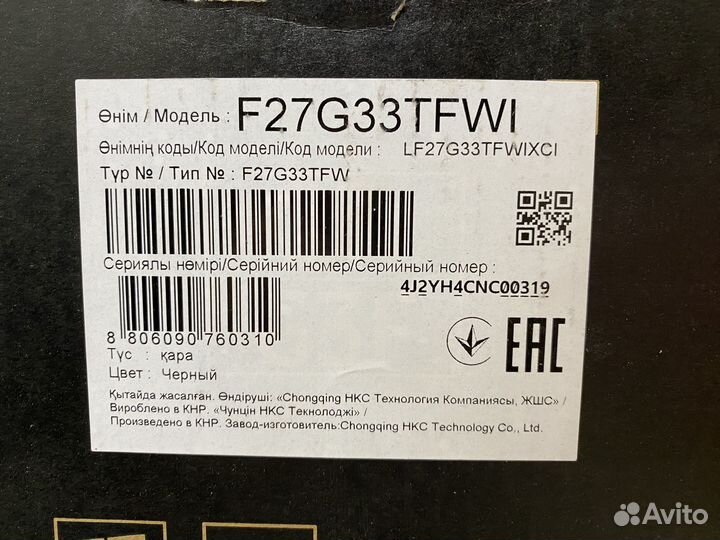 Өнім / Модель : F27G33TFWI
Өнімнің коды/Код моделі/Код модели : LF27G33TFWIXCI
Түр № / Тип № : F27G33TFW
Сериялы нөмірі/Серійний номер/Серийный номер :
4J2YH4CNC00319
8 806090 760310
Түс : қара
Цвет : Черный
EAC
Қытайда жасалған. Өндіруші: «Chongqing HKC Технология Компаниясы, ЖШС» /
Вироблено в КНР. «Чунцін НКС Текнолоджі» /
Произведено в КНР. Завод-изготовитель:Chongqing HKC Technology Co., Ltd.
Avito